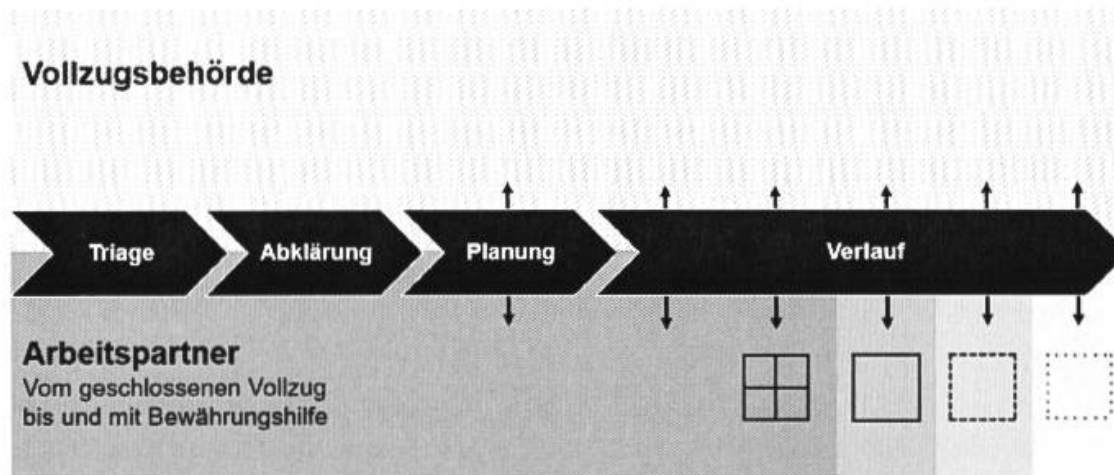 Vollzugsbehörde
Triage
Abklärung
Planung
Verlauf
Arbeitspartner
Vom geschlossenen Vollzug
bis und mit Bewährungshilfe